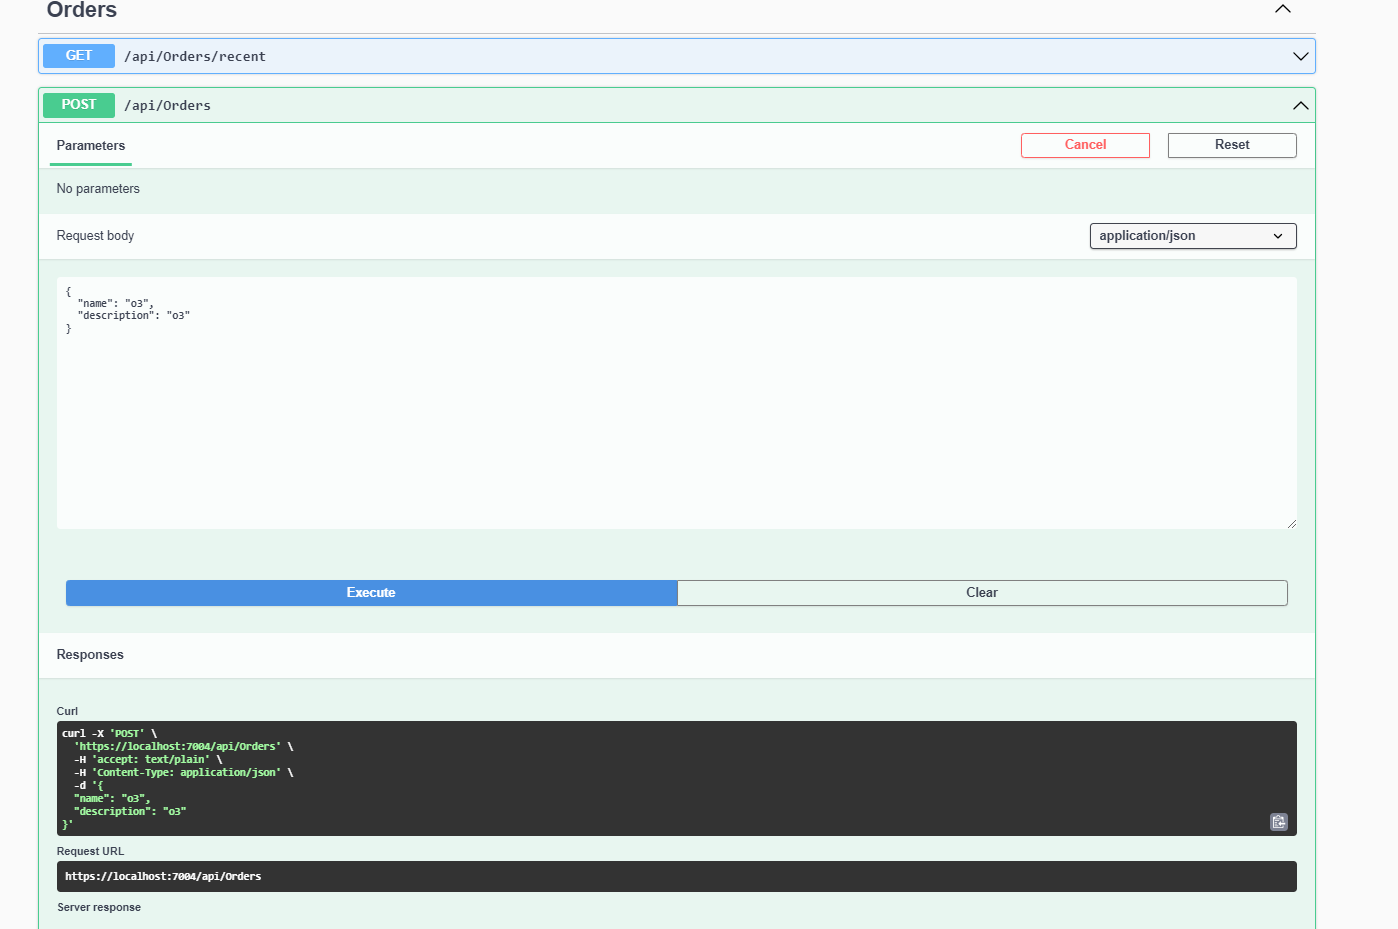 Orders
GET /api/Orders/recent
POST /api/Orders
Parameters Cancel Reset
No parameters
Request body application/json
{
  "name": "o3",
  "description": "o3"
}
Execute Clear
Responses
Curl
curl -X 'POST' \
  'https://localhost:7004/api/Orders' \
  -H 'accept: text/plain' \
  -H 'Content-Type: application/json' \
  -d '{
  "name": "o3",
  "description": "o3"
}'
Request URL
https://localhost:7004/api/Orders
Server response